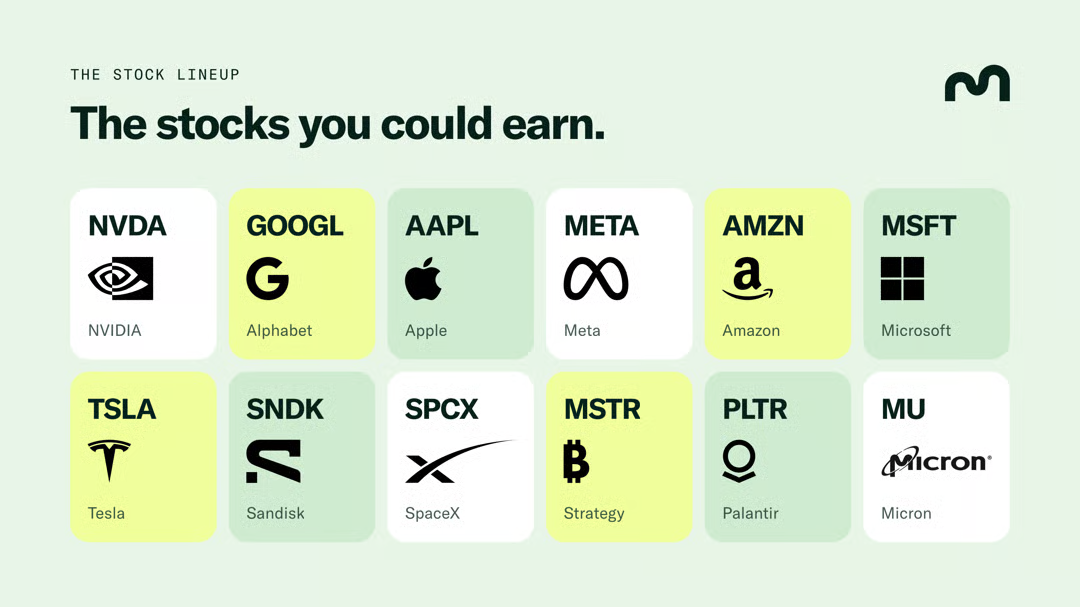 THE STOCK LINEUP
The stocks you could earn.
NVDA
NVIDIA
GOOGL
Alphabet
AAPL
Apple
META
Meta
AMZN
Amazon
MSFT
Microsoft
TSLA
Tesla
SNDK
Sandisk
SPCX
SpaceX
MSTR
Strategy
PLTR
Palantir
MU
Micron®
Micron